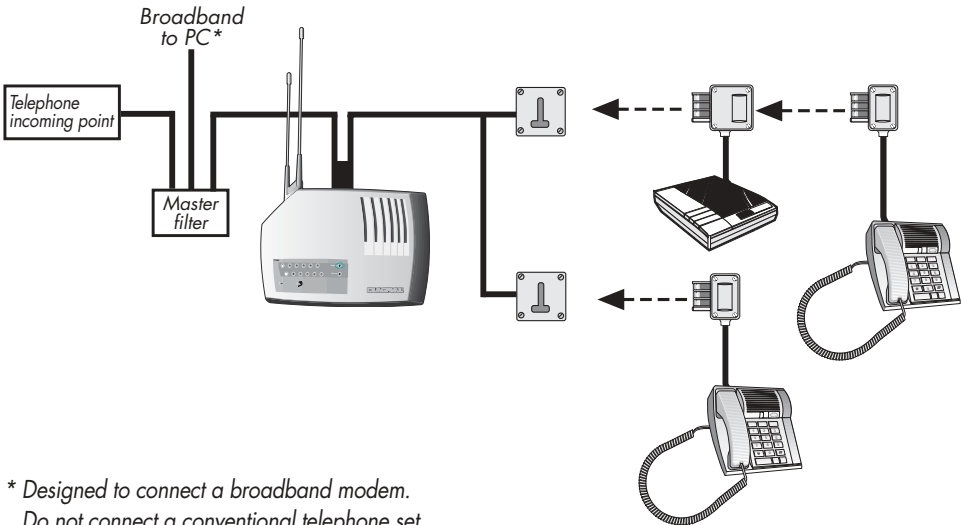 Broadband
to PC*
Telephone
incoming point
Master
filter
* Designed to connect a broadband modem.
Do not connect a conventional telephone set